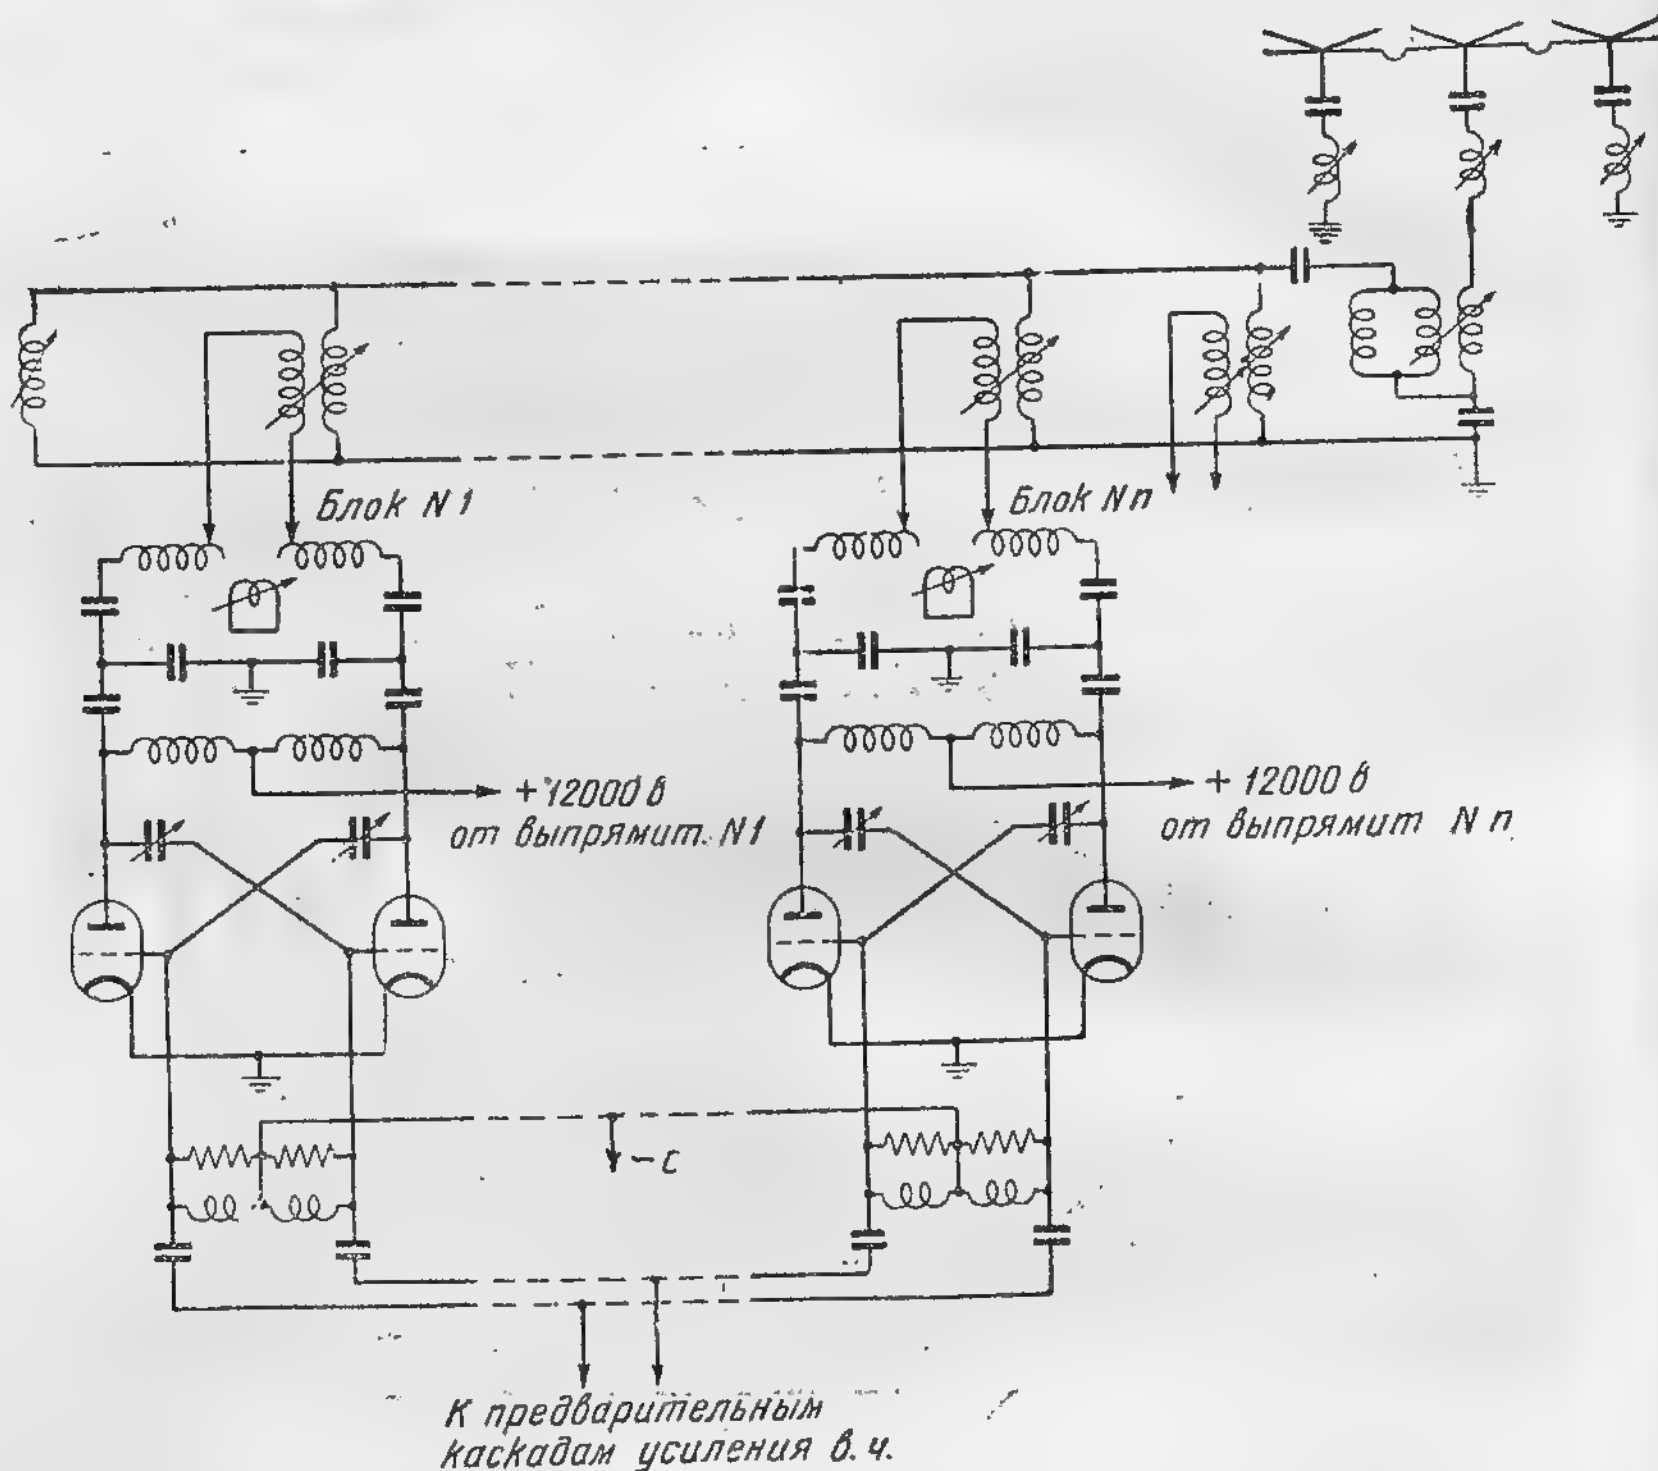 Блок N 1
Блок N n
+ 12000 в
от выпрямит. N 1
+ 12000 в
от выпрямит N n
– С
К предварительным
каскадам усиления в. ч.